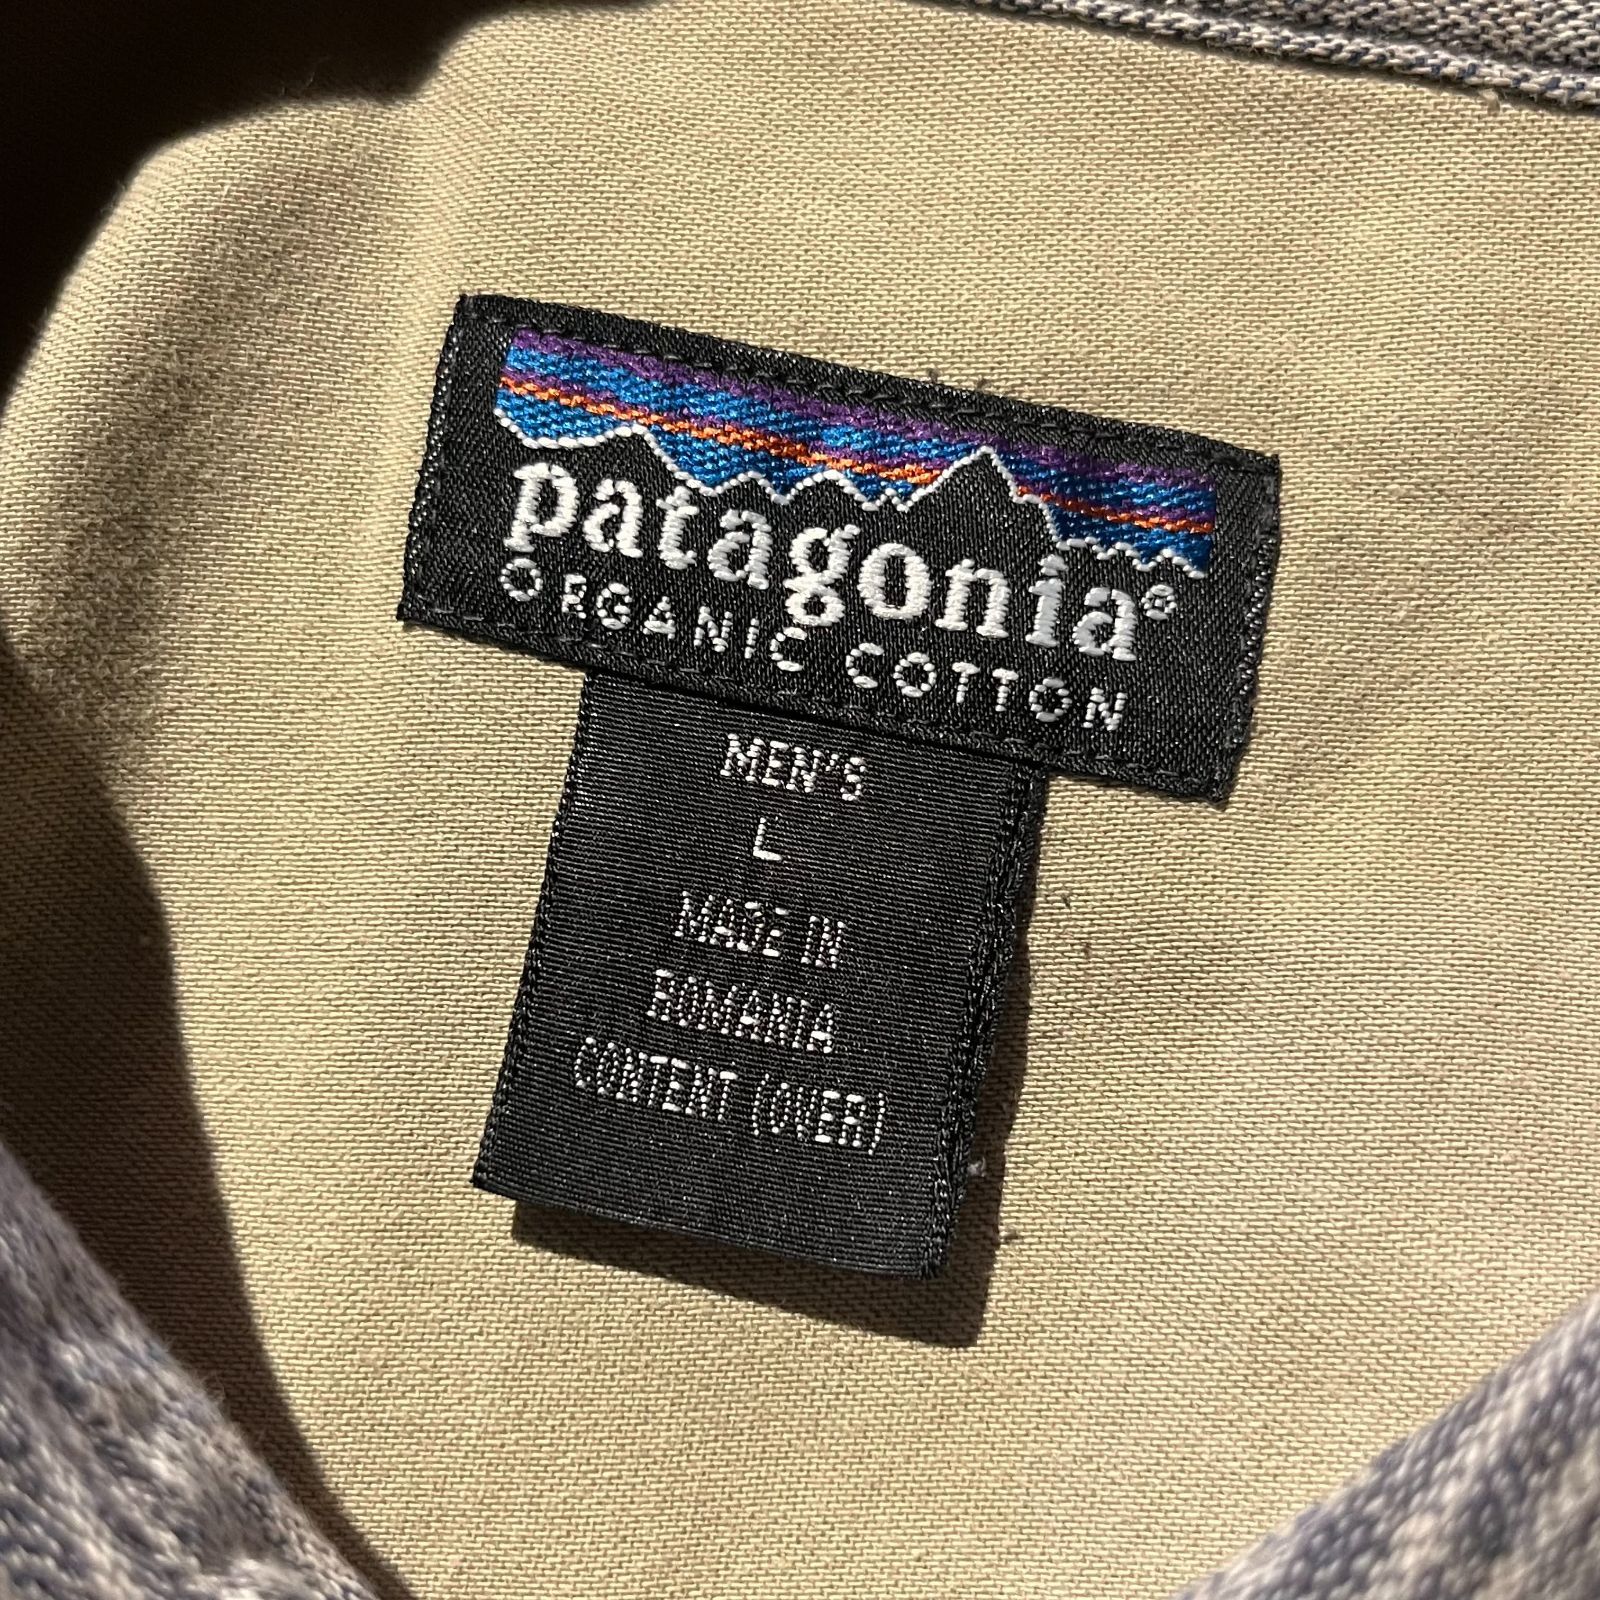 patagonia®
ORGANIC COTTON
MEN'S
L
MADE IN
ROMANIA
CONTENT (OVER)